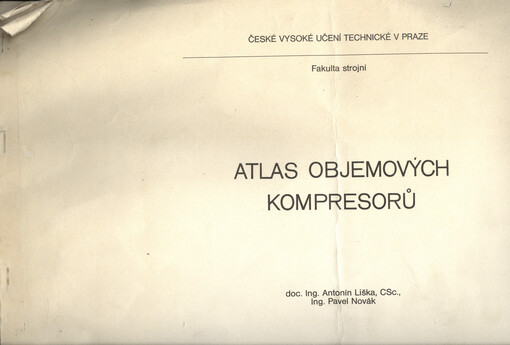 ČESKÉ VYSOKÉ UČENÍ TECHNICKÉ V PRAZE
Fakulta strojní
ATLAS OBJEMOVÝCH
KOMPRESORŮ
doc. Ing. Antonín Liška, CSc.,
Ing. Pavel Novák